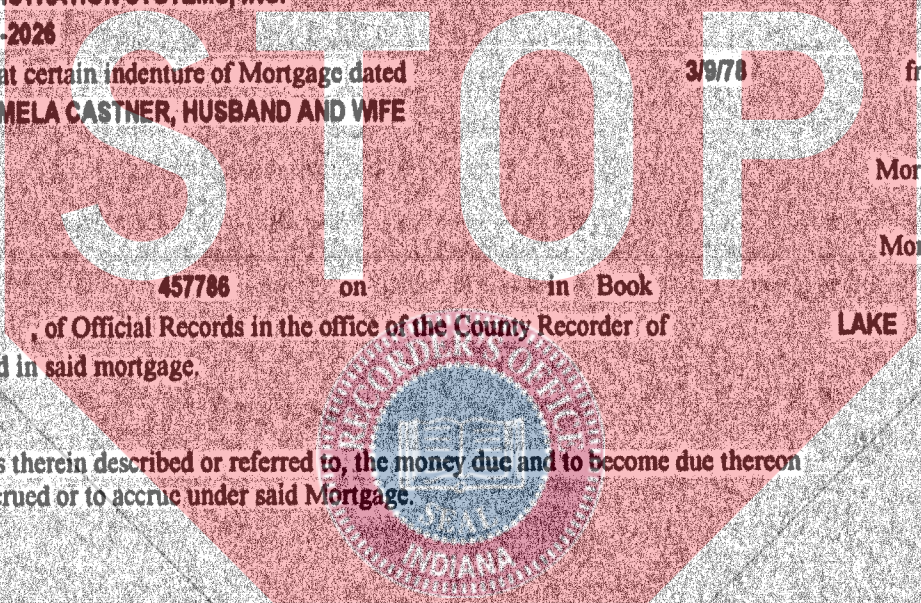 -2026
at certain indenture of Mortgage dated 3/9/78 fr
MELA CASTNER, HUSBAND AND WIFE
STOP
Mor
Mor
457786 on in Book
, of Official Records in the office of the County Recorder of LAKE
d in said mortgage.
RECORDER'S OFFICE
s therein described or referred to, the money due and to become due thereon
crued or to accrue under said Mortgage.
SEAL
INDIANA